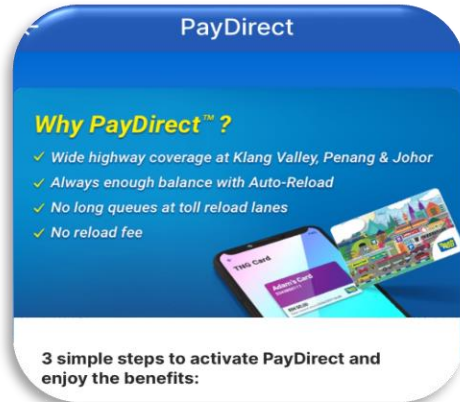 PayDirect
Why PayDirect™ ?
✓ Wide highway coverage at Klang Valley, Penang & Johor
✓ Always enough balance with Auto-Reload
✓ No long queues at toll reload lanes
✓ No reload fee
TNG Card
Adam's Card
3 simple steps to activate PayDirect and
enjoy the benefits: